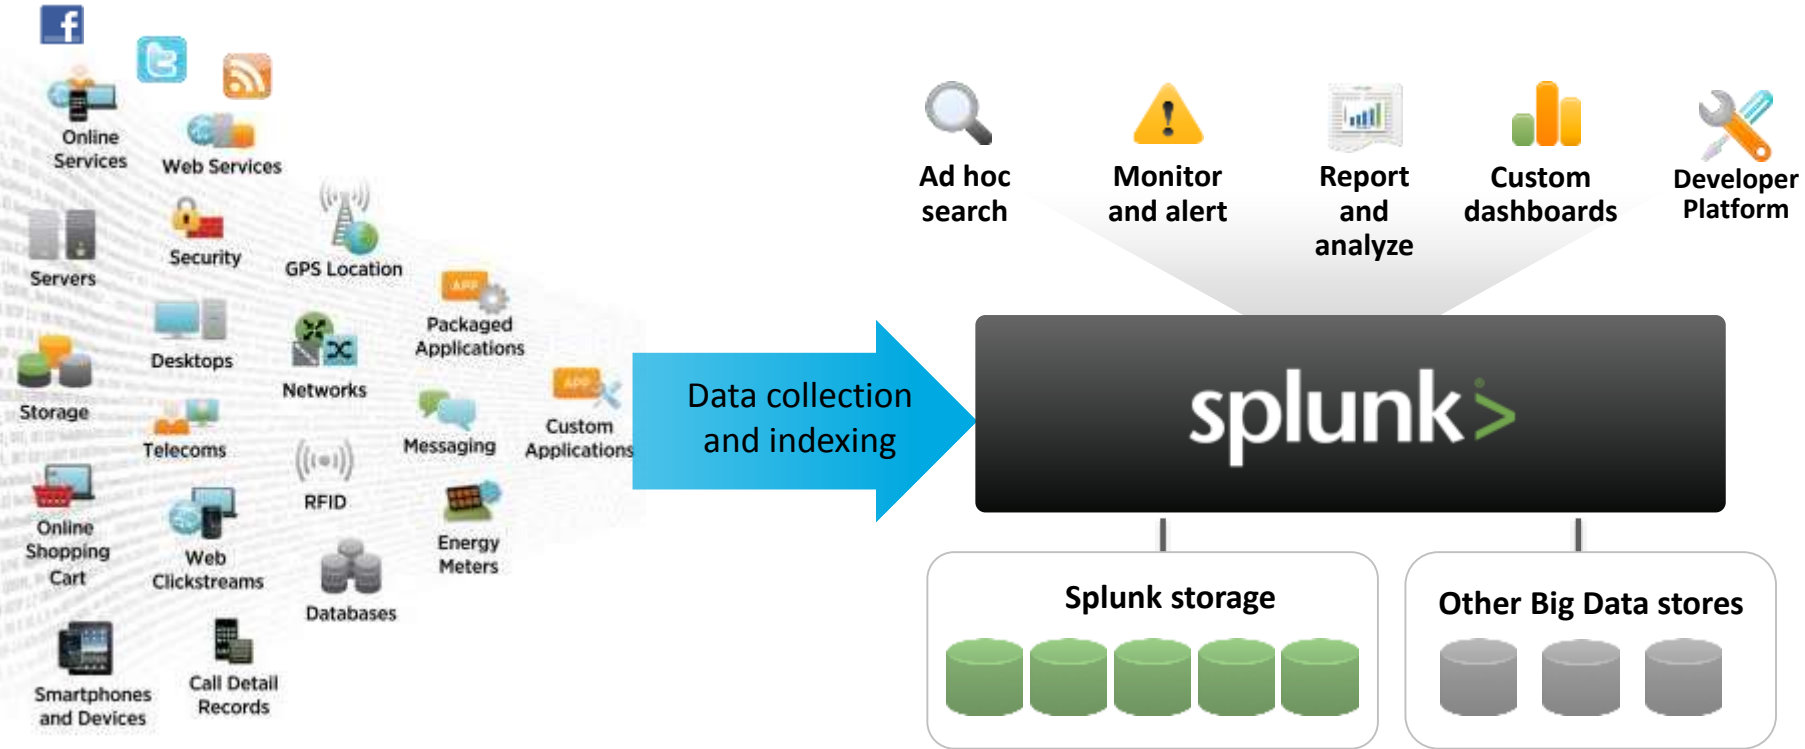 Online
Services
Web Services
Servers
Security
GPS Location
Storage
Desktops
Networks
Packaged
Applications
Telecoms
RFID
Messaging
Custom
Applications
Online
Shopping
Cart
Web
Clickstreams
Databases
Energy
Meters
Smartphones
and Devices
Call Detail
Records
APP
APP
Data collection
and indexing
Ad hoc
search
Monitor
and alert
Report
and
analyze
Custom
dashboards
Developer
Platform
splunk>
Splunk storage
Other Big Data stores